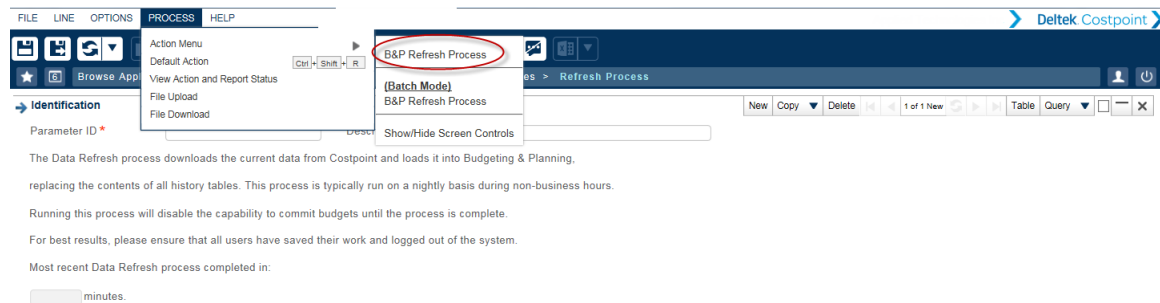 FILE LINE OPTIONS PROCESS HELP
Deltek Costpoint
Action Menu
Default Action Ctrl + Shift + R
View Action and Report Status
File Upload
File Download
B&P Refresh Process
(Batch Mode)
B&P Refresh Process
Show/Hide Screen Controls
6 Browse Appl es > Refresh Process
Identification
New Copy Delete 1 of 1 New Table Query
Parameter ID * Descr
The Data Refresh process downloads the current data from Costpoint and loads it into Budgeting & Planning,
replacing the contents of all history tables. This process is typically run on a nightly basis during non-business hours.
Running this process will disable the capability to commit budgets until the process is complete.
For best results, please ensure that all users have saved their work and logged out of the system.
Most recent Data Refresh process completed in:
minutes.